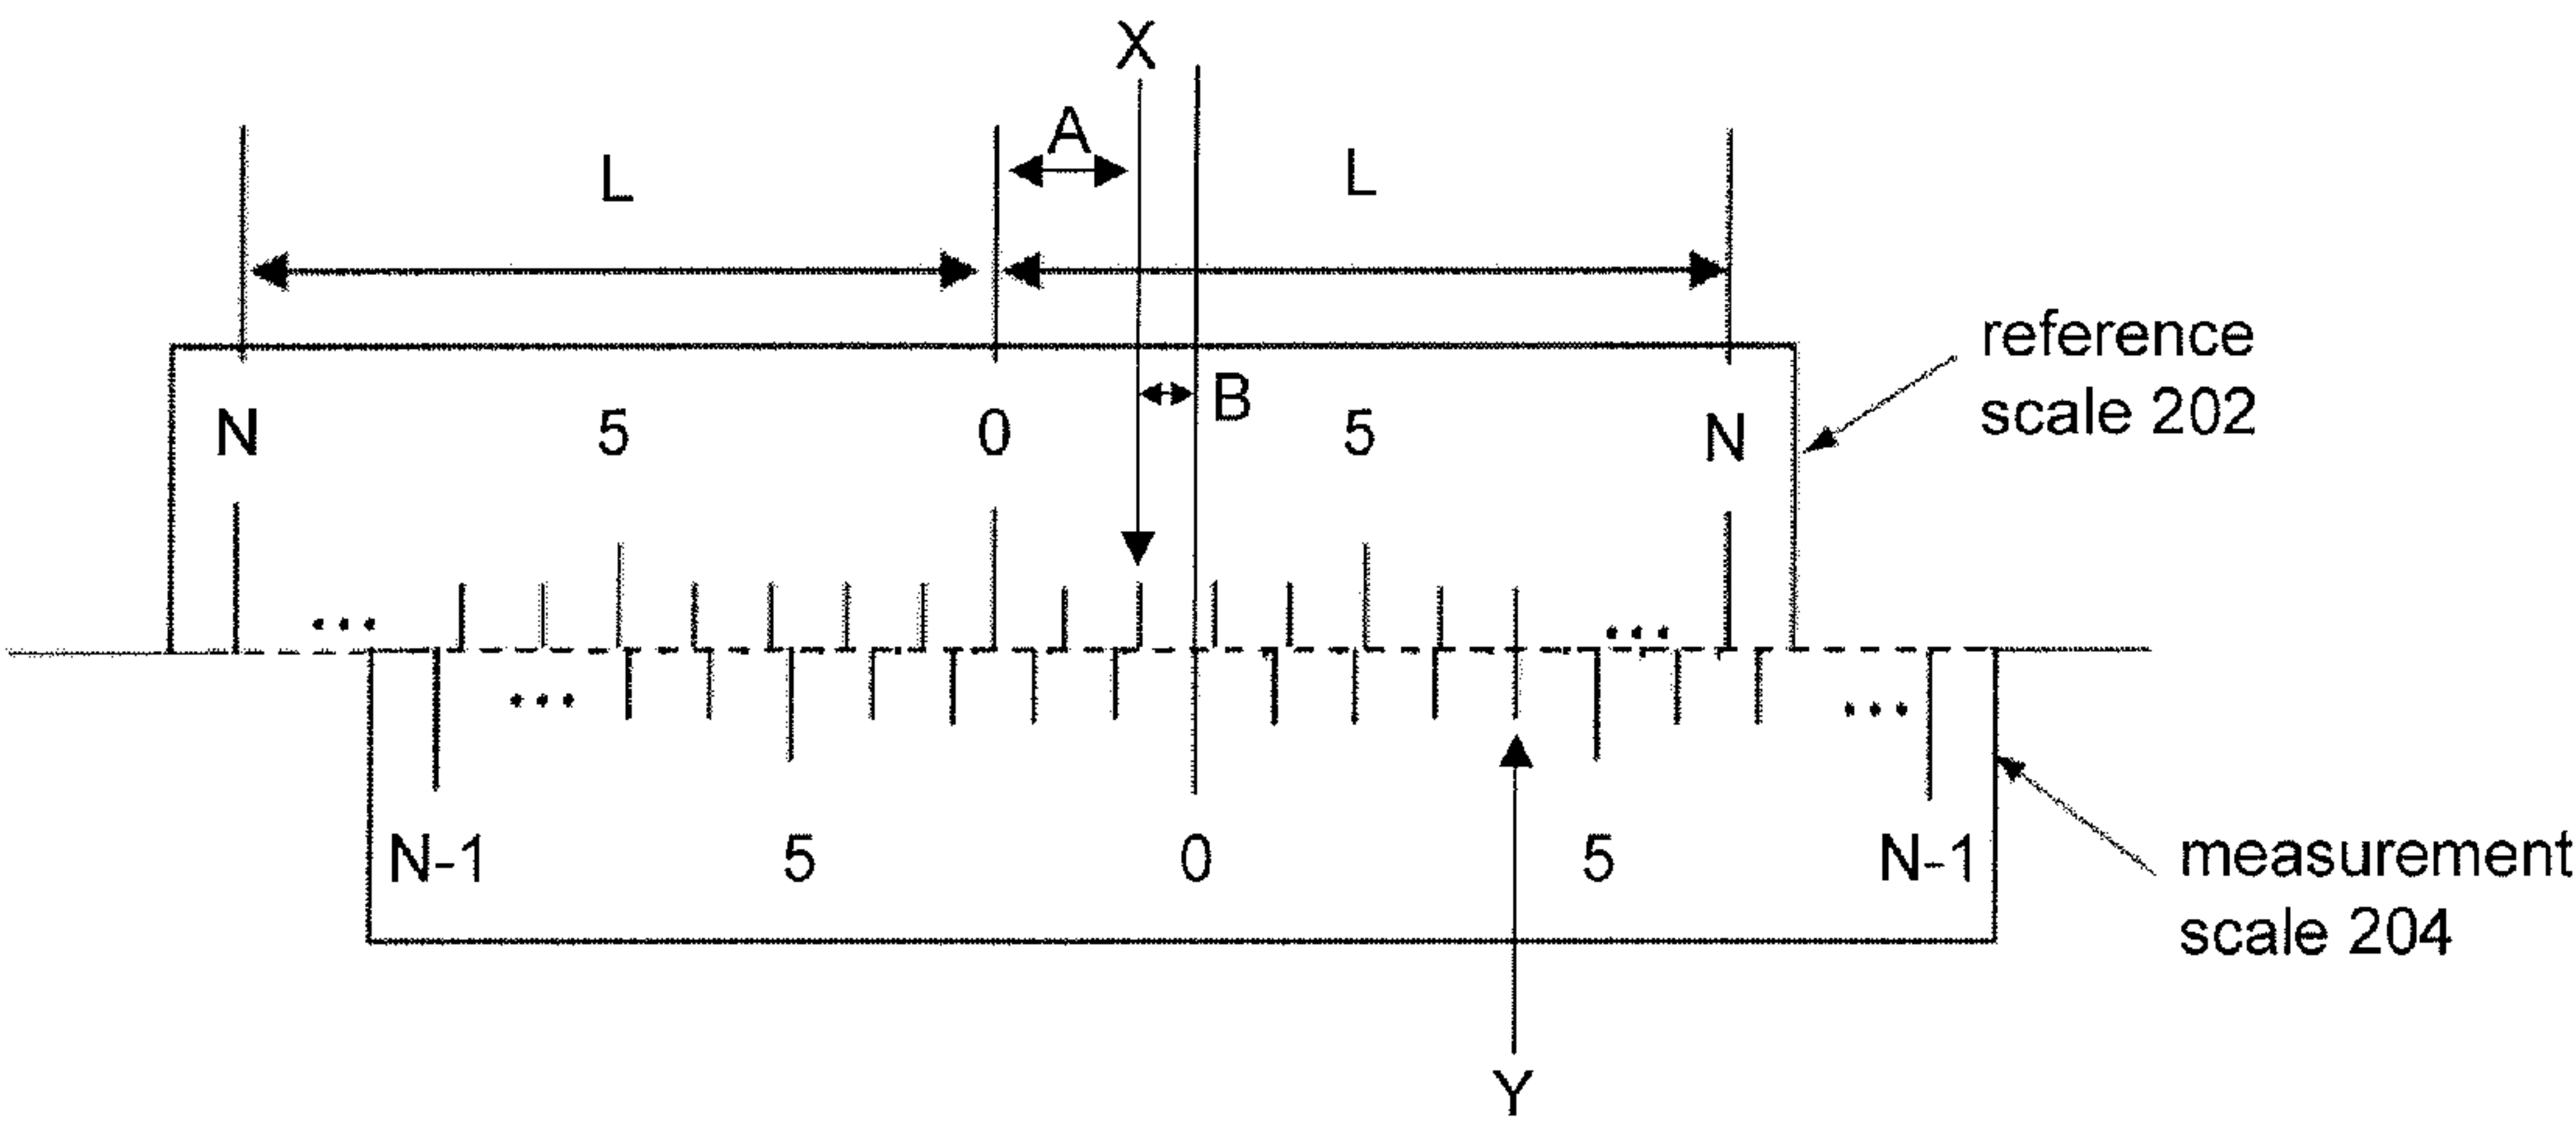 X
A
L
L
reference
scale 202
B
N 5 0 5 N
...
...
...
...
N-1 5 0 5 N-1
measurement
scale 204
Y